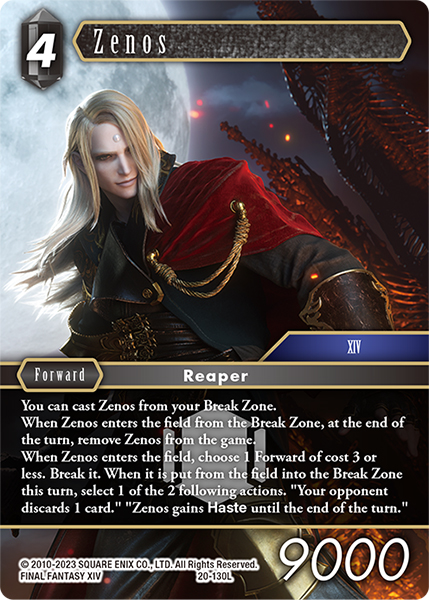 4
Zenos
XIV
Forward
Reaper
You can cast Zenos from your Break Zone.
When Zenos enters the field from the Break Zone, at the end of
the turn, remove Zenos from the game.
When Zenos enters the field, choose 1 Forward of cost 3 or
less. Break it. When it is put from the field into the Break Zone
this turn, select 1 of the 2 following actions. "Your opponent
discards 1 card." "Zenos gains Haste until the end of the turn."
© 2010-2023 SQUARE ENIX CO., LTD. All Rights Reserved.
FINAL FANTASY XIV 20-130L
9000